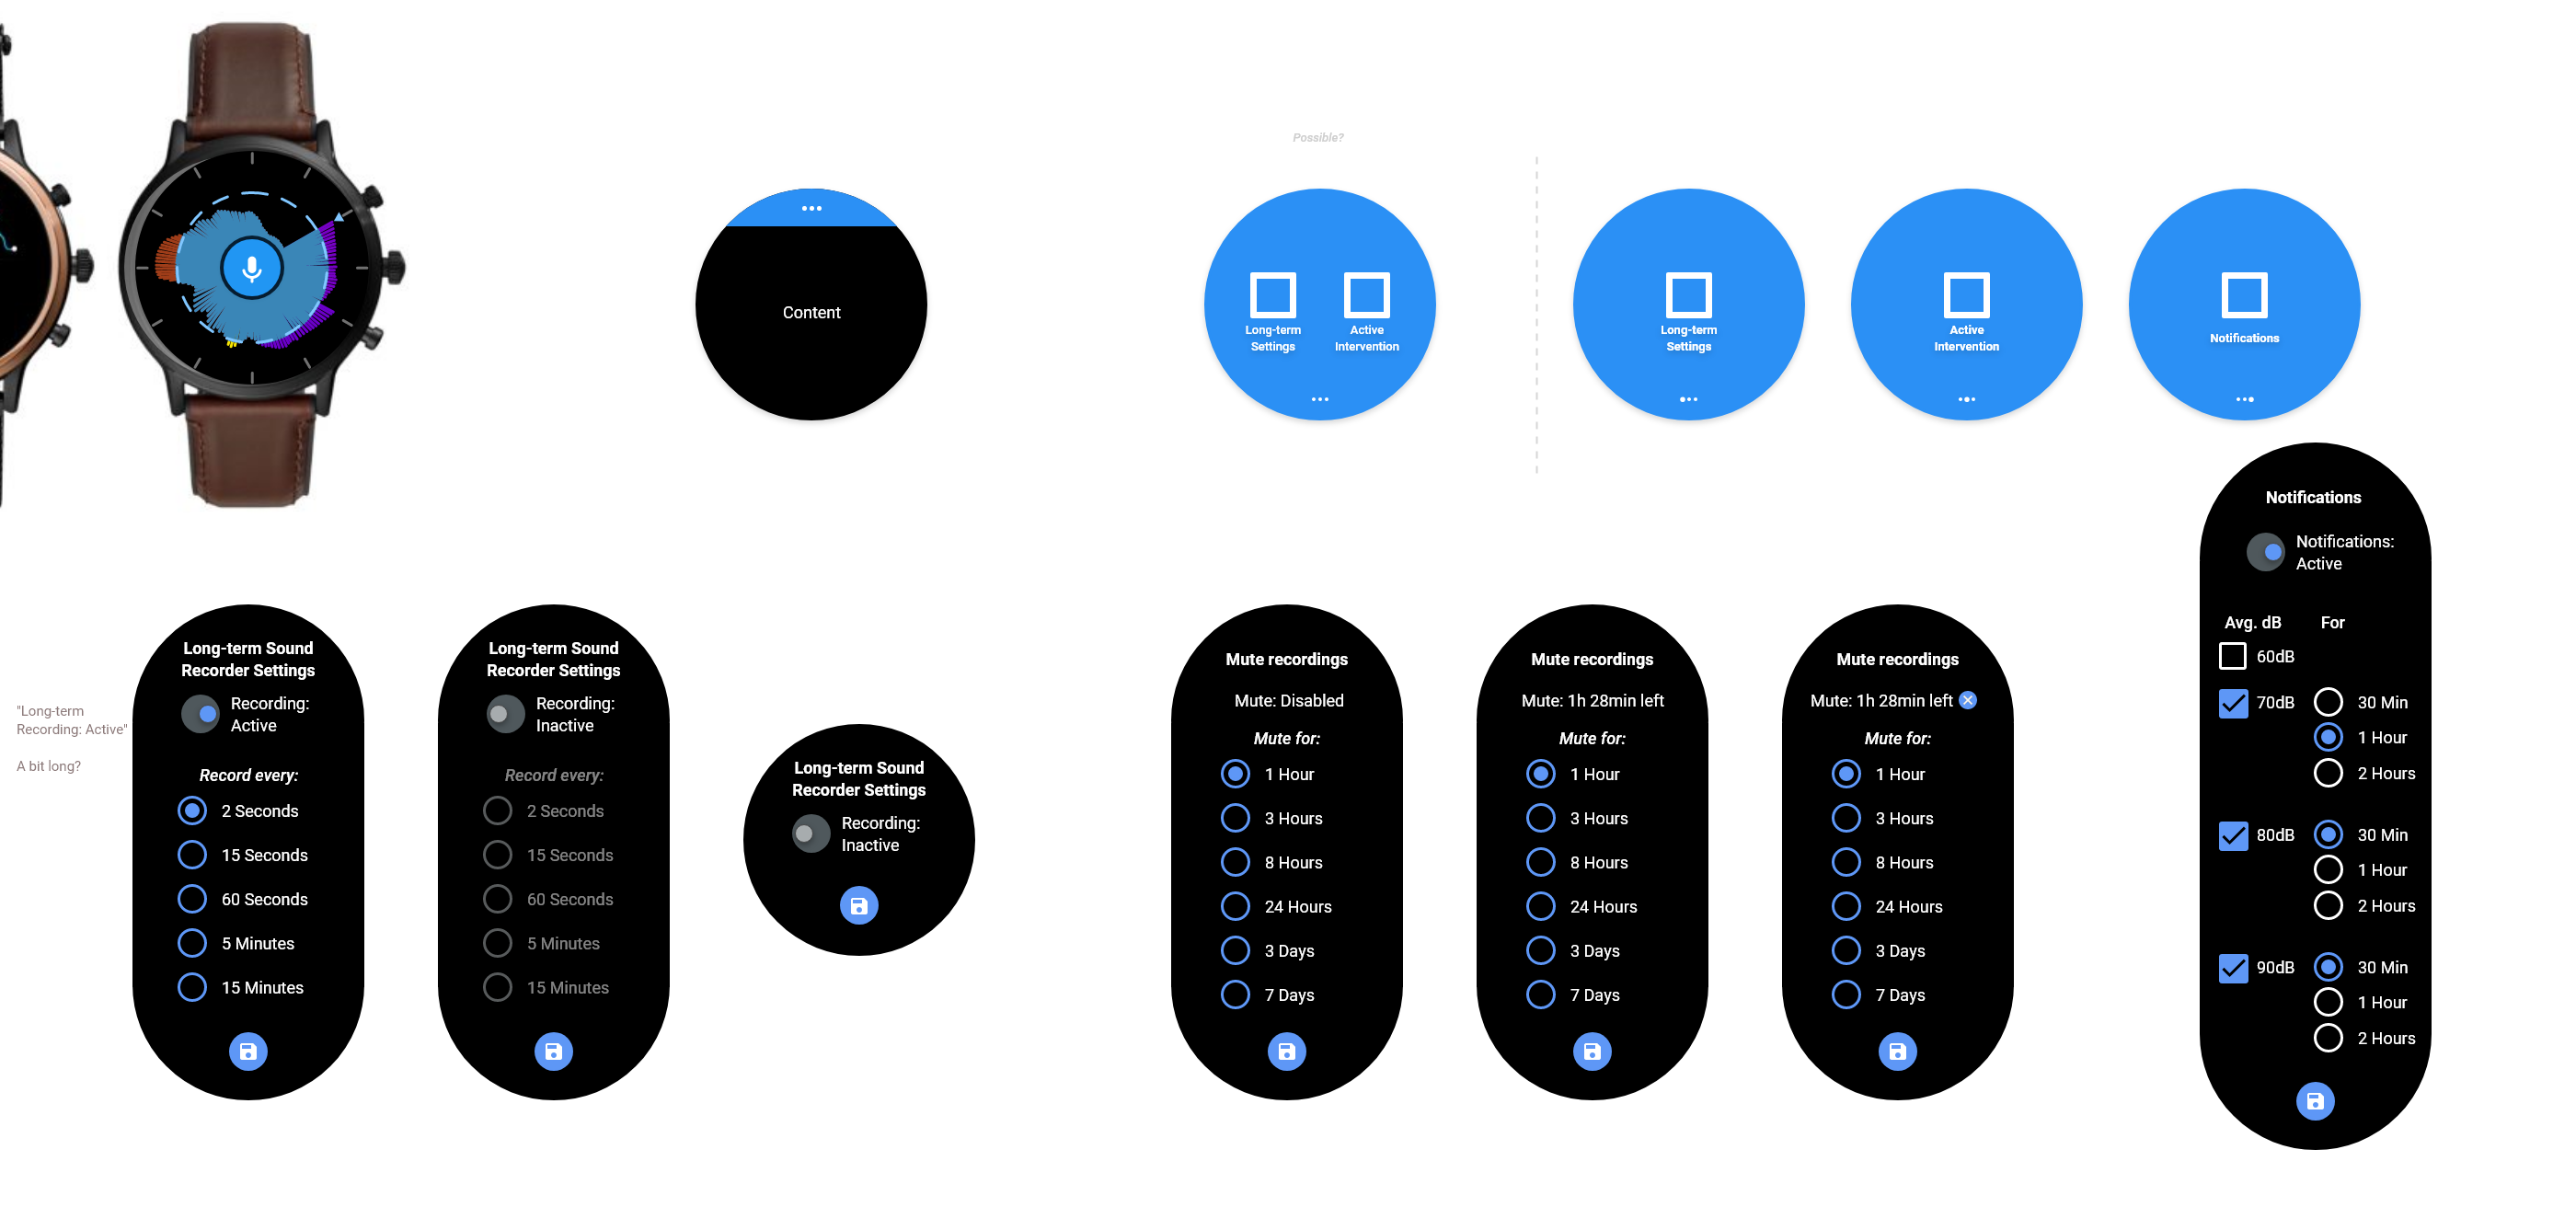 Possible?
Content
Long-term
Settings
Active
Intervention
Long-term
Settings
Active
Intervention
Notifications
"Long-term
Recording: Active"
A bit long?
Long-term Sound
Recorder Settings
Recording:
Active
Record every:
2 Seconds
15 Seconds
60 Seconds
5 Minutes
15 Minutes
Long-term Sound
Recorder Settings
Recording:
Inactive
Record every:
2 Seconds
15 Seconds
60 Seconds
5 Minutes
15 Minutes
Long-term Sound
Recorder Settings
Recording:
Inactive
Mute recordings
Mute: Disabled
Mute for:
1 Hour
3 Hours
8 Hours
24 Hours
3 Days
7 Days
Mute recordings
Mute: 1h 28min left
Mute for:
1 Hour
3 Hours
8 Hours
24 Hours
3 Days
7 Days
Mute recordings
Mute: 1h 28min left
Mute for:
1 Hour
3 Hours
8 Hours
24 Hours
3 Days
7 Days
Notifications
Notifications:
Active
Avg. dB For
60dB
70dB 30 Min
1 Hour
2 Hours
80dB 30 Min
1 Hour
2 Hours
90dB 30 Min
1 Hour
2 Hours